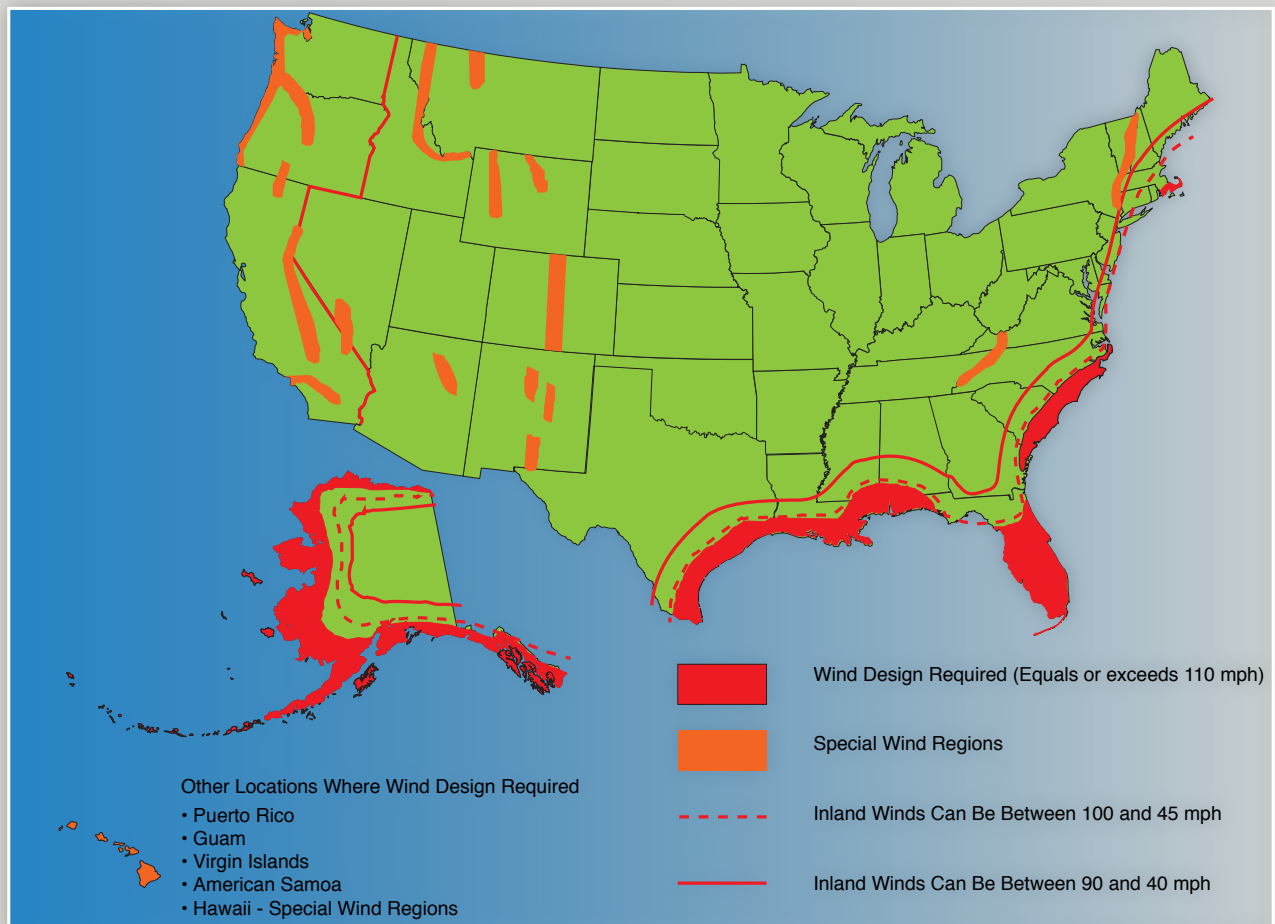 Wind Design Required (Equals or exceeds 110 mph)
Special Wind Regions
Inland Winds Can Be Between 100 and 45 mph
Inland Winds Can Be Between 90 and 40 mph
Other Locations Where Wind Design Required
• Puerto Rico
• Guam
• Virgin Islands
• American Samoa
• Hawaii - Special Wind Regions